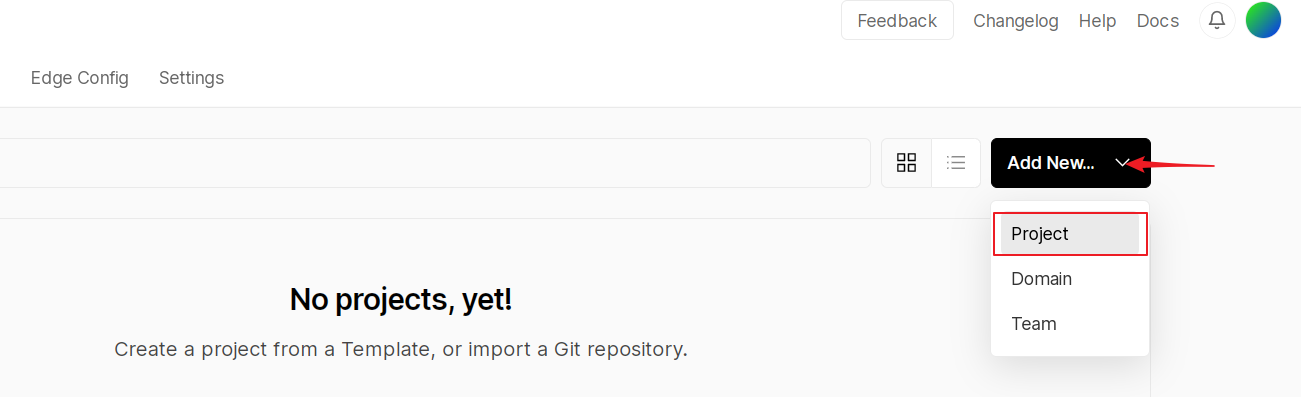 Feedback Changelog Help Docs
Edge Config Settings
Add New...
Project
Domain
Team
No projects, yet!
Create a project from a Template, or import a Git repository.